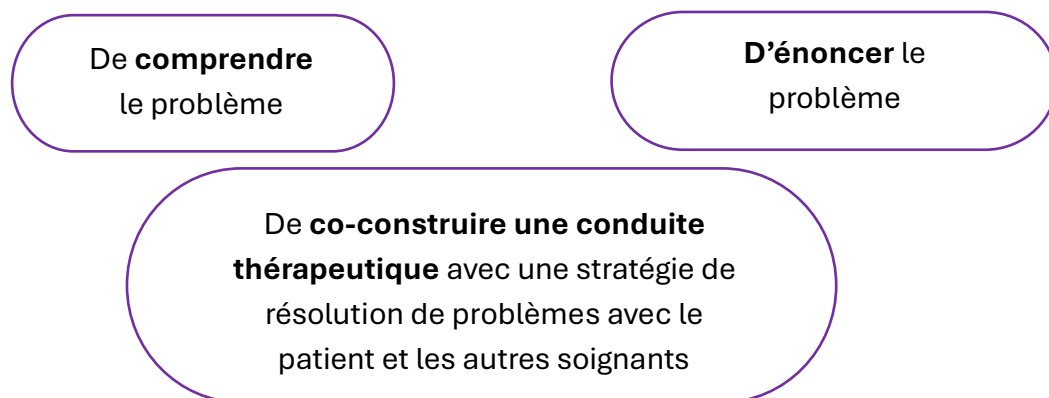 De comprendre
le problème
D’énoncer le
problème
De co-construire une conduite
thérapeutique avec une stratégie de
résolution de problèmes avec le
patient et les autres soignants